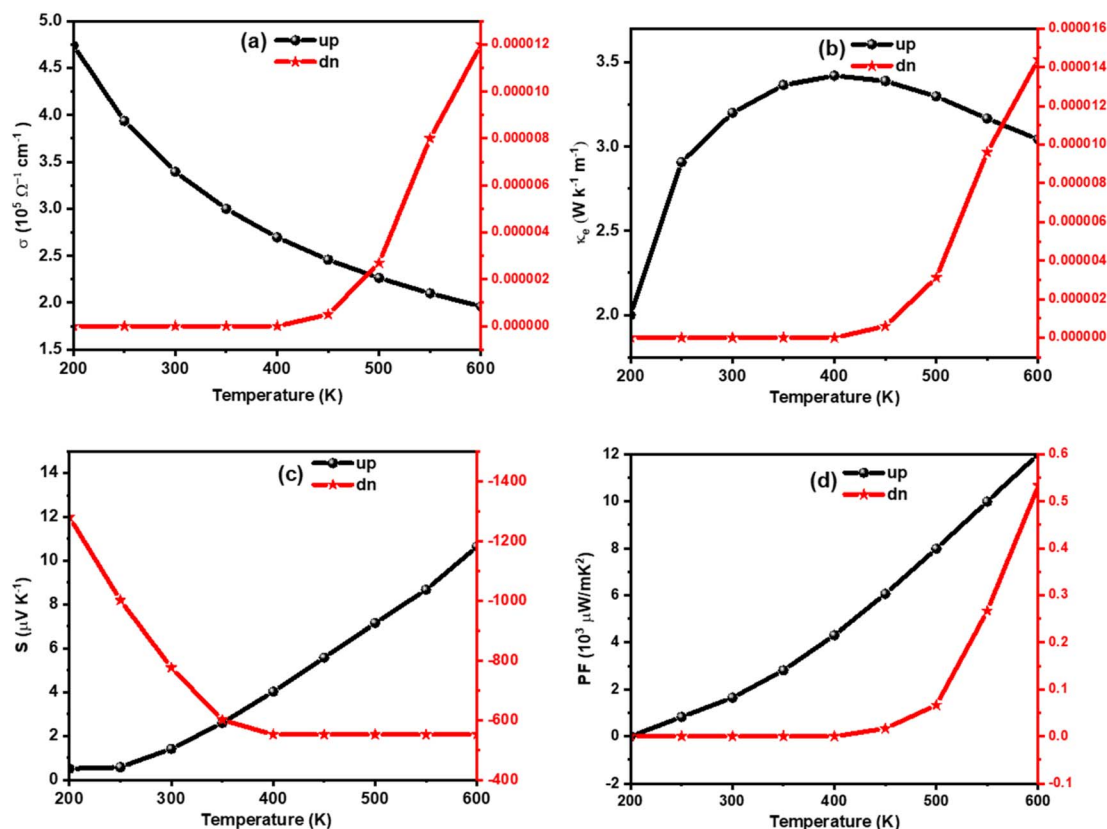 (a)
up
dn
5.0
4.5
4.0
3.5
3.0
2.5
2.0
1.5
σ (10⁵ Ω⁻¹ cm⁻¹)
0.000012
0.000010
0.000008
0.000006
0.000004
0.000002
0.000000
200 300 400 500 600
Temperature (K)
(b)
up
dn
3.5
3.0
2.5
2.0
κₑ (W k⁻¹ m⁻¹)
0.000016
0.000014
0.000012
0.000010
0.000008
0.000006
0.000004
0.000002
0.000000
200 300 400 500 600
Temperature (K)
(c)
up
dn
14
12
10
8
6
4
2
0
S (μV K⁻¹)
-1400
-1200
-1000
-800
-600
-400
200 300 400 500 600
Temperature (K)
(d)
up
dn
12
10
8
6
4
2
0
-2
PF (10³ μW/mK²)
0.6
0.5
0.4
0.3
0.2
0.1
0.0
-0.1
200 300 400 500 600
Temperature (K)